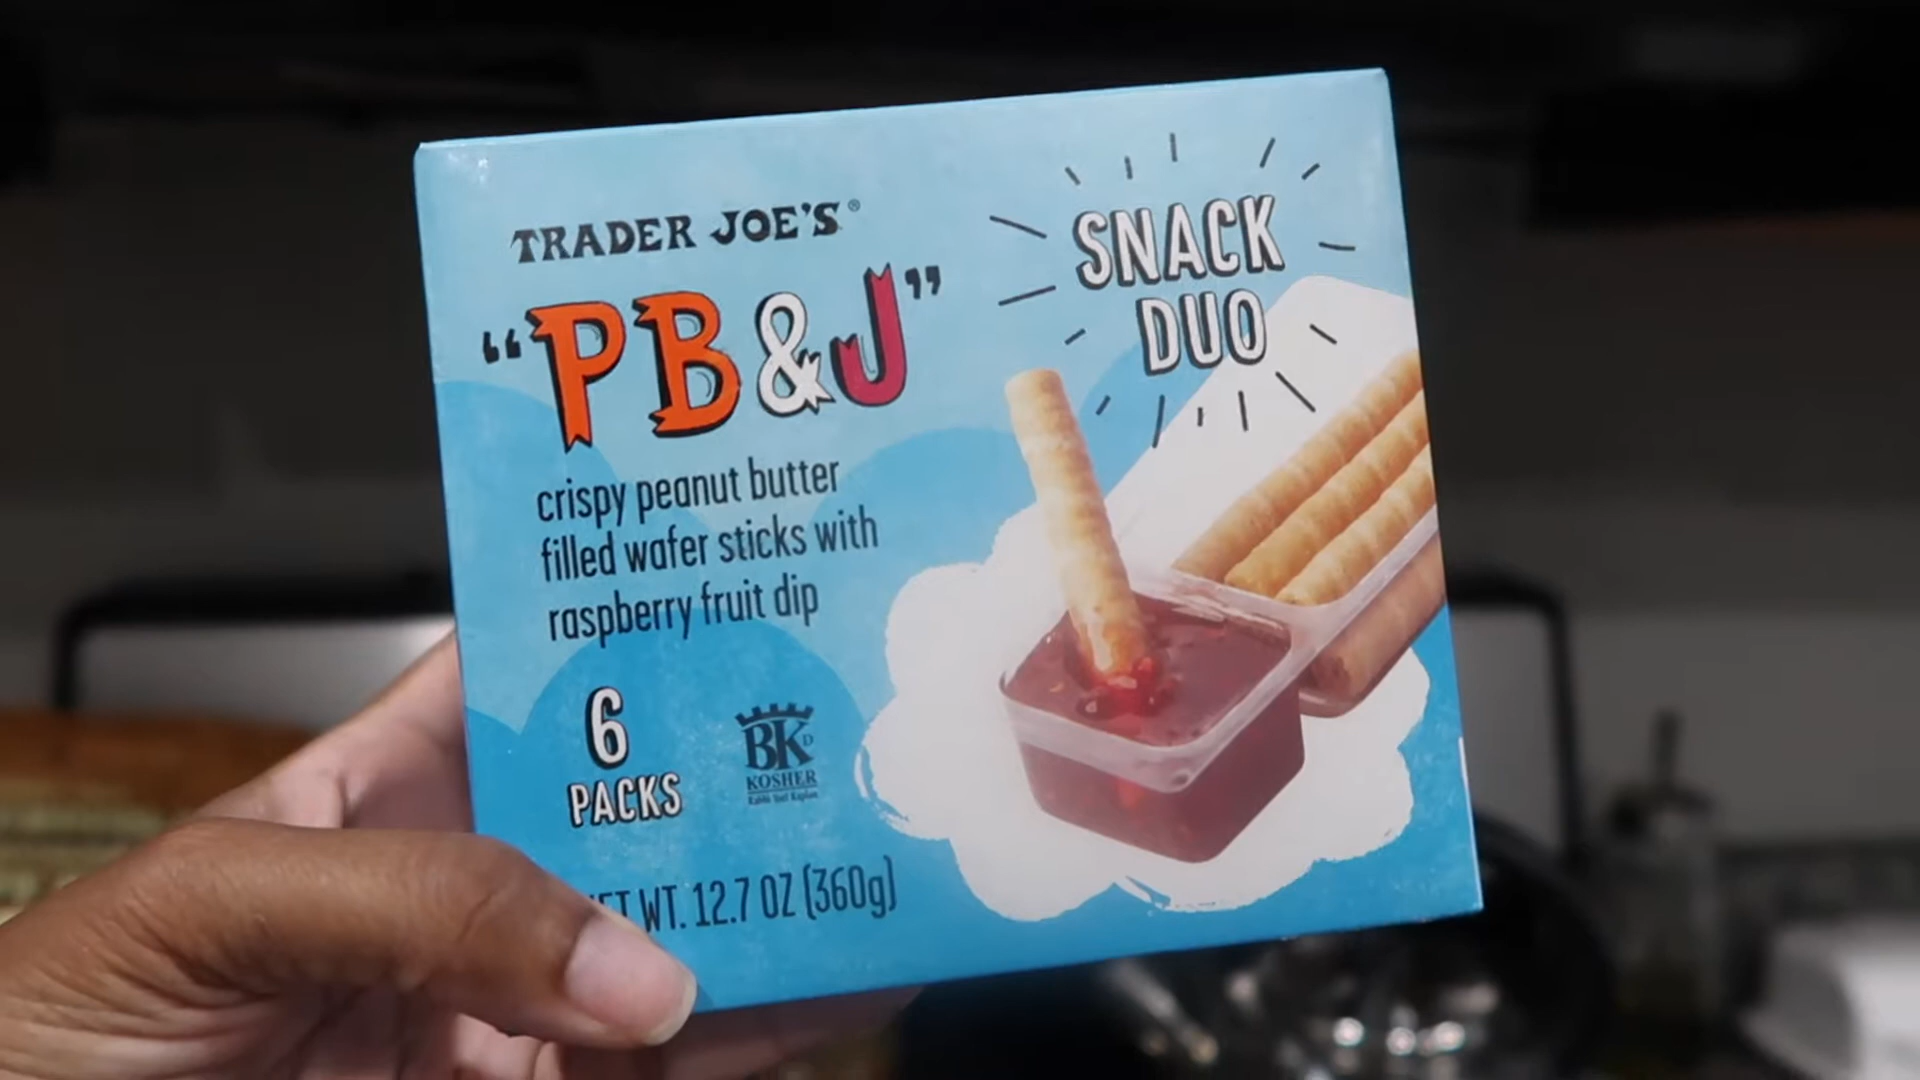 TRADER JOE'S®
"PB&J"
SNACK
DUO
crispy peanut butter
filled wafer sticks with
raspberry fruit dip
6
PACKS
BK D
KOSHER
WT. 12.7 OZ (360g)